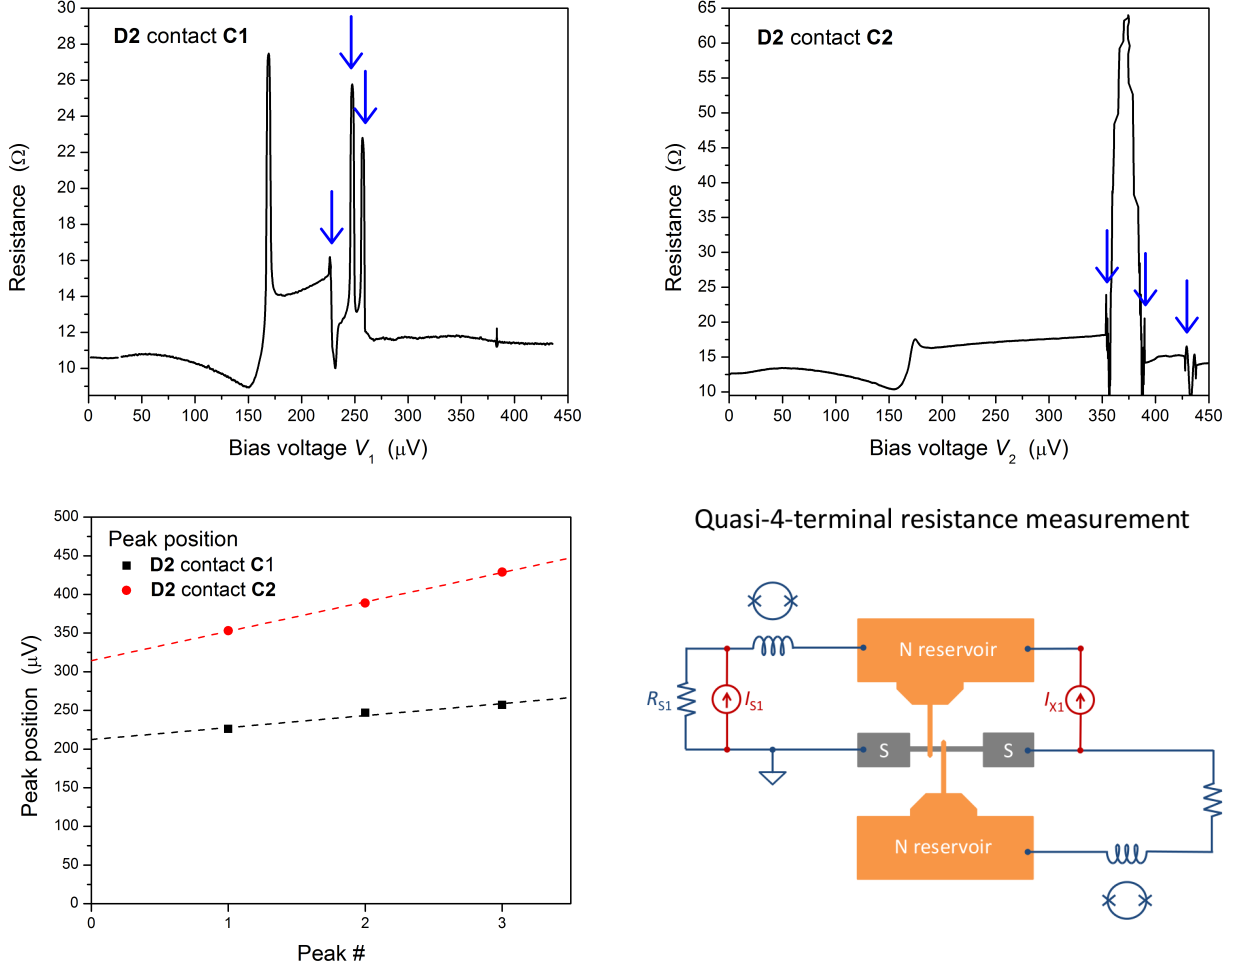 D2 contact C1
Resistance (Ω)
30
28
26
24
22
20
18
16
14
12
10
0 50 100 150 200 250 300 350 400 450
Bias voltage V1 (μV)
D2 contact C2
Resistance (Ω)
65
60
55
50
45
40
35
30
25
20
15
10
0 50 100 150 200 250 300 350 400 450
Bias voltage V2 (μV)
Peak position
D2 contact C1
D2 contact C2
Peak position (μV)
500
450
400
350
300
250
200
150
100
50
0
0 1 2 3
Peak #
Quasi-4-terminal resistance measurement
N reservoir
RS1
IS1
IX1
S
S
N reservoir